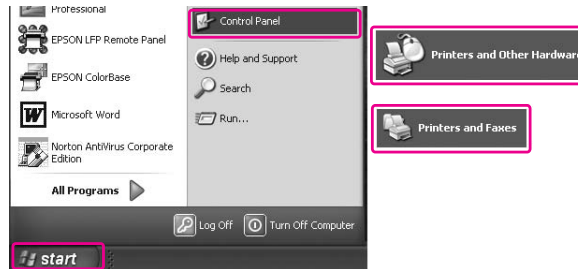 Professional
EPSON LFP Remote Panel
EPSON ColorBase
Microsoft Word
Norton AntiVirus Corporate
Edition
All Programs
Control Panel
Help and Support
Search
Run...
Log Off
Turn Off Computer
start
Printers and Other Hardware
Printers and Faxes